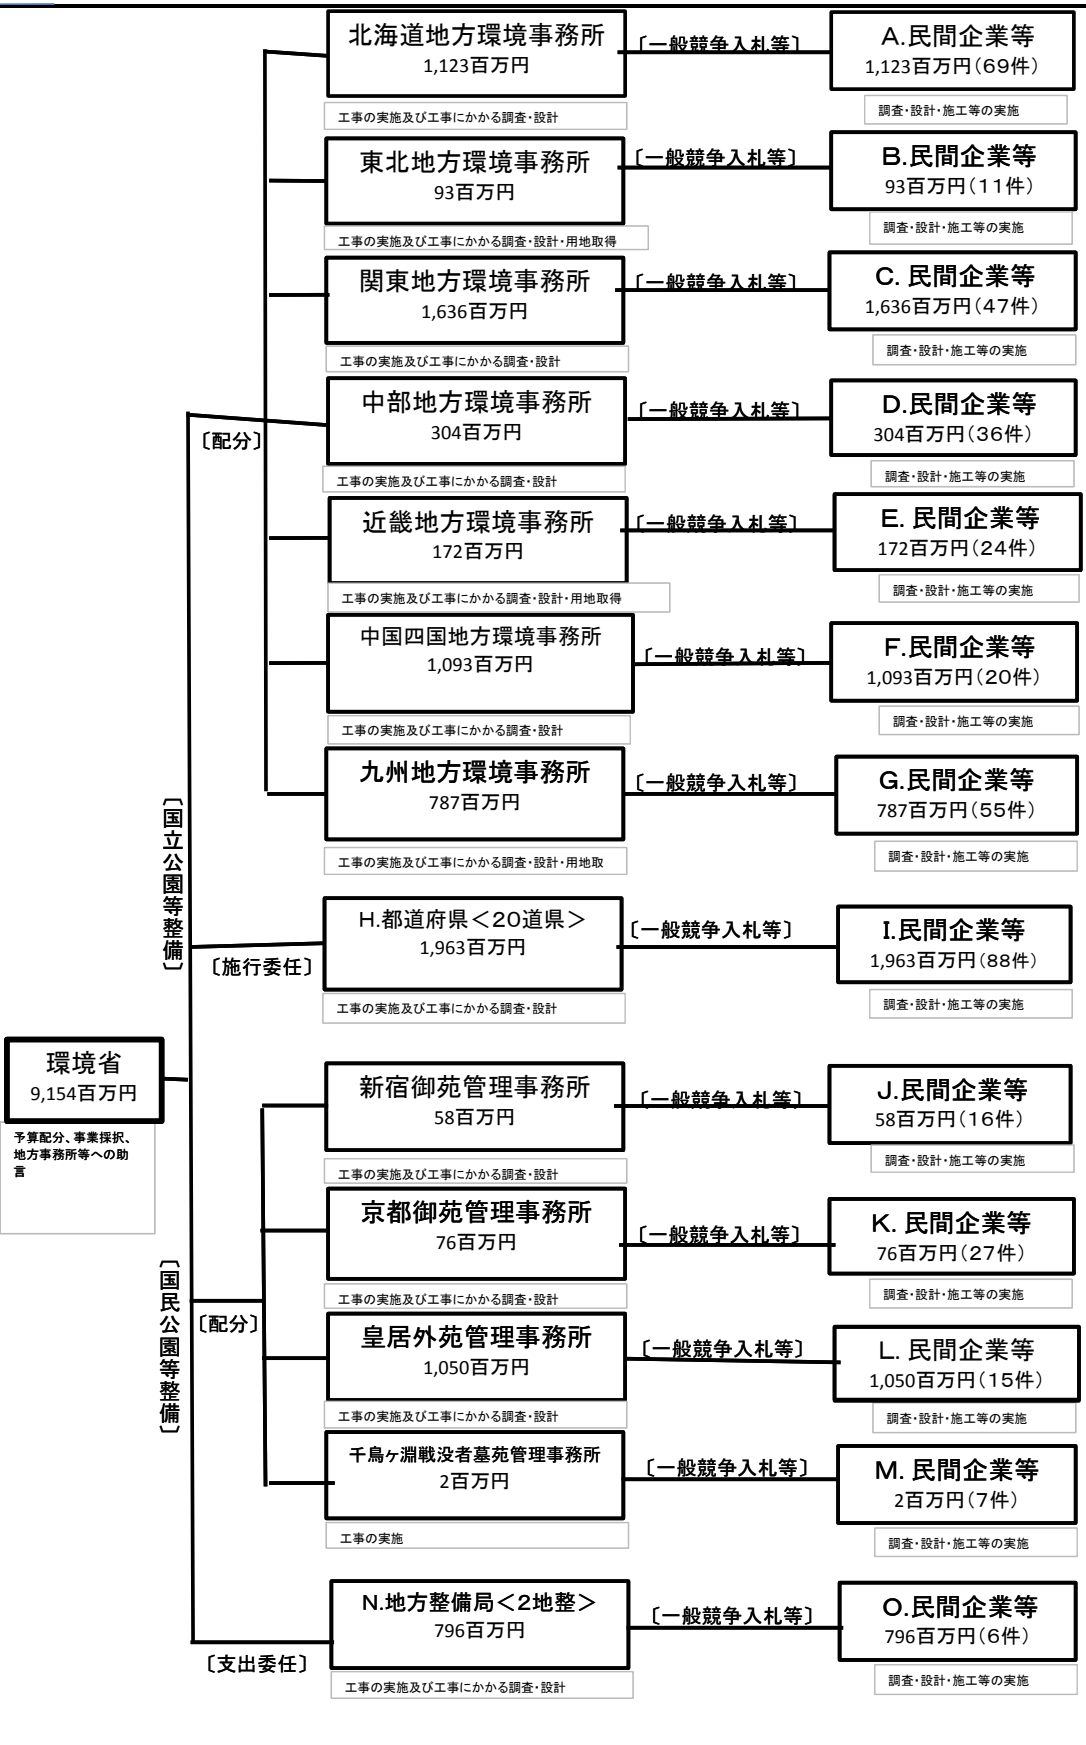 北海道地方環境事務所
1,123百万円
〔一般競争入札等〕
A.民間企業等
1,123百万円（69件）
工事の実施及び工事にかかる調査・設計
調査・設計・施工等の実施
東北地方環境事務所
93百万円
〔一般競争入札等〕
B.民間企業等
93百万円（11件）
工事の実施及び工事にかかる調査・設計・用地取得
調査・設計・施工等の実施
関東地方環境事務所
1,636百万円
〔一般競争入札等〕
C. 民間企業等
1,636百万円（47件）
工事の実施及び工事にかかる調査・設計
調査・設計・施工等の実施
〔配分〕
中部地方環境事務所
304百万円
〔一般競争入札等〕
D.民間企業等
304百万円（36件）
工事の実施及び工事にかかる調査・設計
調査・設計・施工等の実施
近畿地方環境事務所
172百万円
〔一般競争入札等〕
E. 民間企業等
172百万円（24件）
工事の実施及び工事にかかる調査・設計・用地取得
調査・設計・施工等の実施
中国四国地方環境事務所
1,093百万円
〔一般競争入札等〕
F.民間企業等
1,093百万円（20件）
工事の実施及び工事にかかる調査・設計
調査・設計・施工等の実施
九州地方環境事務所
787百万円
〔一般競争入札等〕
G.民間企業等
787百万円（55件）
工事の実施及び工事にかかる調査・設計・用地取
調査・設計・施工等の実施
〔国立公園等整備〕
〔施行委任〕
H.都道府県＜20道県＞
1,963百万円
〔一般競争入札等〕
I.民間企業等
1,963百万円（88件）
工事の実施及び工事にかかる調査・設計
調査・設計・施工等の実施
環境省
9,154百万円
予算配分、事業採択、
地方事務所等への助
言
新宿御苑管理事務所
58百万円
〔一般競争入札等〕
J.民間企業等
58百万円（16件）
工事の実施及び工事にかかる調査・設計
調査・設計・施工等の実施
京都御苑管理事務所
76百万円
〔一般競争入札等〕
K. 民間企業等
76百万円（27件）
工事の実施及び工事にかかる調査・設計
調査・設計・施工等の実施
〔国民公園等整備〕
〔配分〕
皇居外苑管理事務所
1,050百万円
〔一般競争入札等〕
L. 民間企業等
1,050百万円（15件）
工事の実施及び工事にかかる調査・設計
調査・設計・施工等の実施
千鳥ヶ淵戦没者墓苑管理事務所
2百万円
〔一般競争入札等〕
M. 民間企業等
2百万円（7件）
工事の実施
調査・設計・施工等の実施
〔支出委任〕
N.地方整備局＜2地整＞
796百万円
〔一般競争入札等〕
O.民間企業等
796百万円（6件）
工事の実施及び工事にかかる調査・設計
調査・設計・施工等の実施